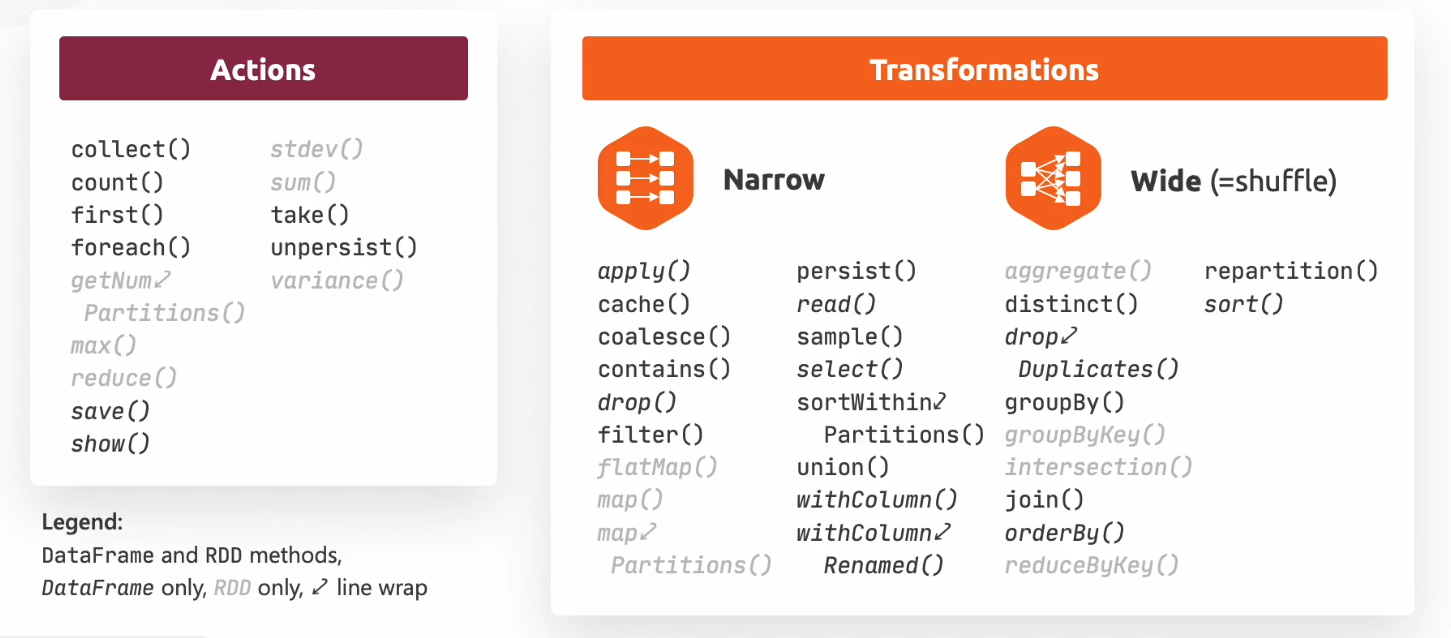 Actions
collect()
count()
first()
foreach()
getNum⤦
Partitions()
max()
reduce()
save()
show()
stdev()
sum()
take()
unpersist()
variance()
Legend:
DataFrame and RDD methods,
DataFrame only, RDD only, ⤦ line wrap
Transformations
Narrow
apply()
cache()
coalesce()
contains()
drop()
filter()
flatMap()
map()
map⤦
Partitions()
persist()
read()
sample()
select()
sortWithin⤦
Partitions()
union()
withColumn()
withColumn⤦
Renamed()
Wide (=shuffle)
aggregate()
distinct()
drop⤦
Duplicates()
groupBy()
groupByKey()
intersection()
join()
orderBy()
reduceByKey()
repartition()
sort()